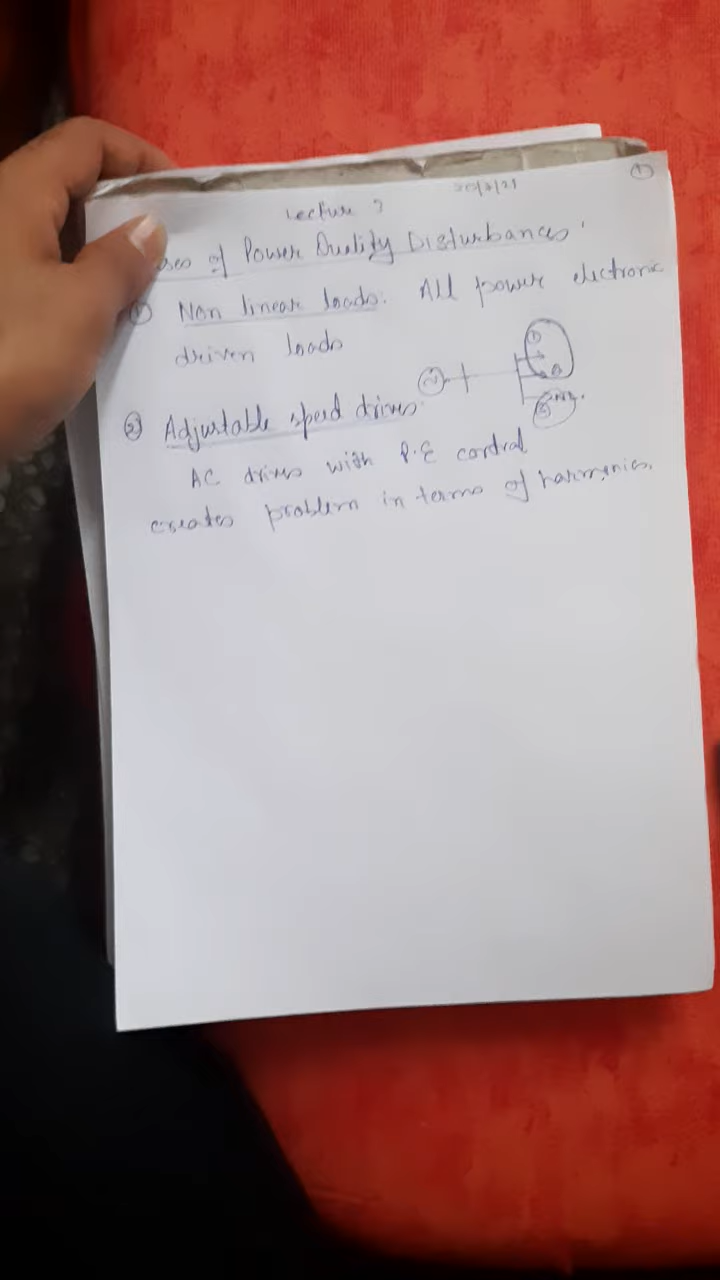 Lecture
①
of Power Quality Disturbances
① Non linear loads: All power electronic
driven loads
② Adjustable speed drives
AC drives with P.E control
creates problem in terms of harmonics.